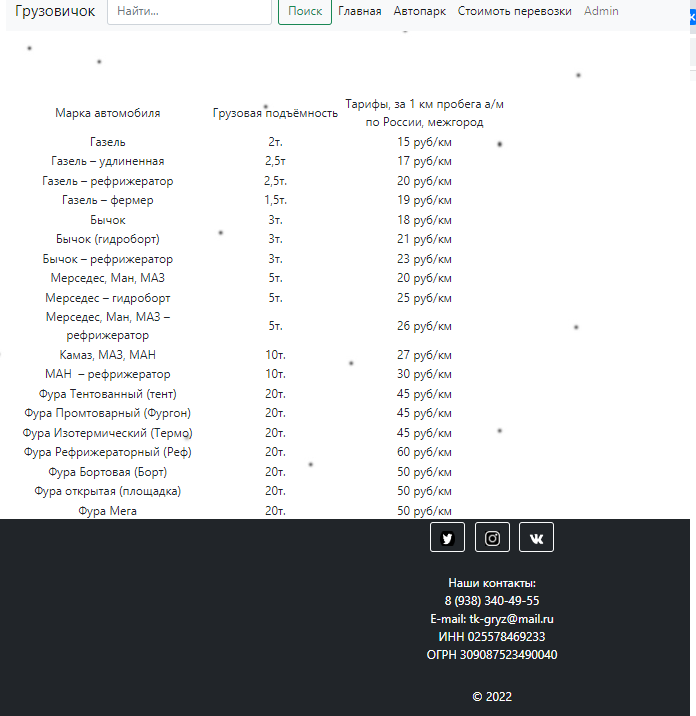 Грузовичок Найти... Поиск Главная Автопарк Стоимоть перевозки Admin
Марка автомобиля Грузовая подъёмность Тарифы, за 1 км пробега а/м
по России, межгород
Газель 2т. 15 руб/км
Газель – удлиненная 2,5т 17 руб/км
Газель – рефрижератор 2,5т. 20 руб/км
Газель – фермер 1,5т. 19 руб/км
Бычок 3т. 18 руб/км
Бычок (гидроборт) 3т. 21 руб/км
Бычок – рефрижератор 3т. 23 руб/км
Мерседес, Ман, МАЗ 5т. 20 руб/км
Мерседес – гидроборт 5т. 25 руб/км
Мерседес, Ман, МАЗ –
рефрижератор 5т. 26 руб/км
Камаз, МАЗ, МАН 10т. 27 руб/км
МАН – рефрижератор 10т. 30 руб/км
Фура Тентованный (тент) 20т. 45 руб/км
Фура Промтоварный (Фургон) 20т. 45 руб/км
Фура Изотермический (Термо) 20т. 45 руб/км
Фура Рефрижераторный (Реф) 20т. 60 руб/км
Фура Бортовая (Борт) 20т. 50 руб/км
Фура открытая (площадка) 20т. 50 руб/км
Фура Мега 20т. 50 руб/км
Наши контакты:
8 (938) 340-49-55
E-mail: tk-gryz@mail.ru
ИНН 025578469233
ОГРН 309087523490040
© 2022